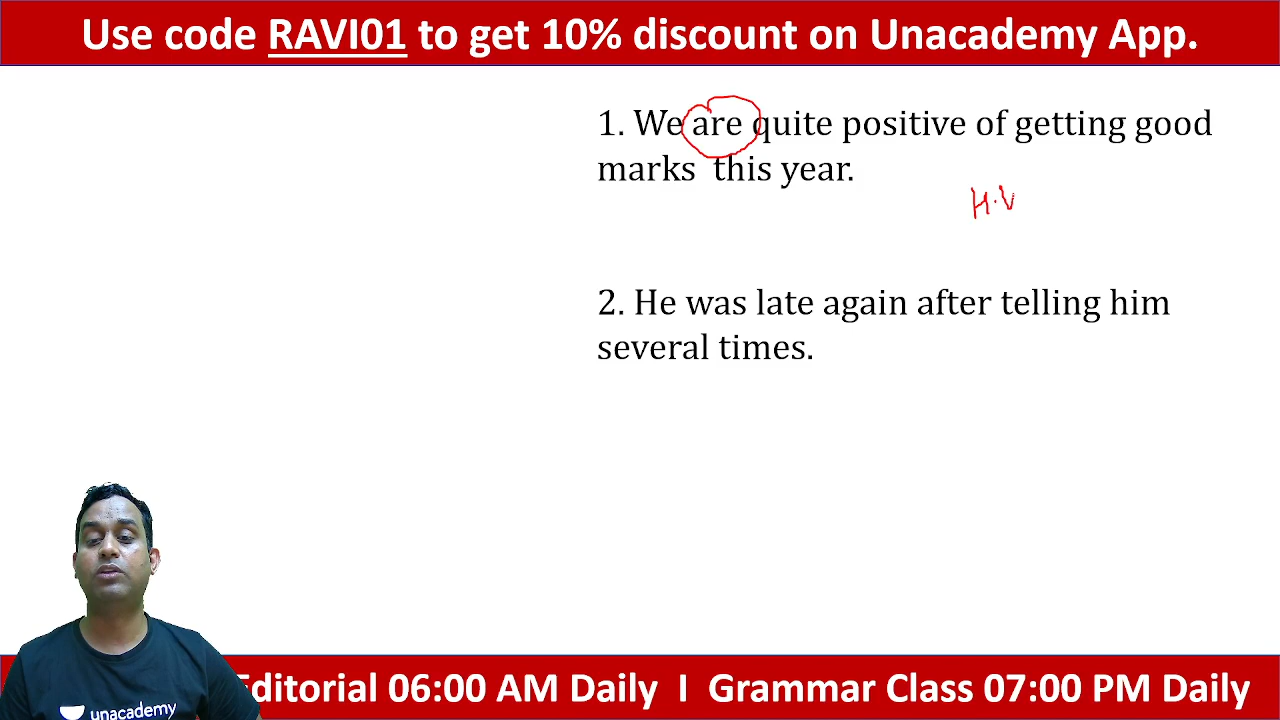 Use code RAVI01 to get 10% discount on Unacademy App.
1. We are quite positive of getting good
marks this year.
H.V
2. He was late again after telling him
several times.
Editorial 06:00 AM Daily I Grammar Class 07:00 PM Daily
unacademy